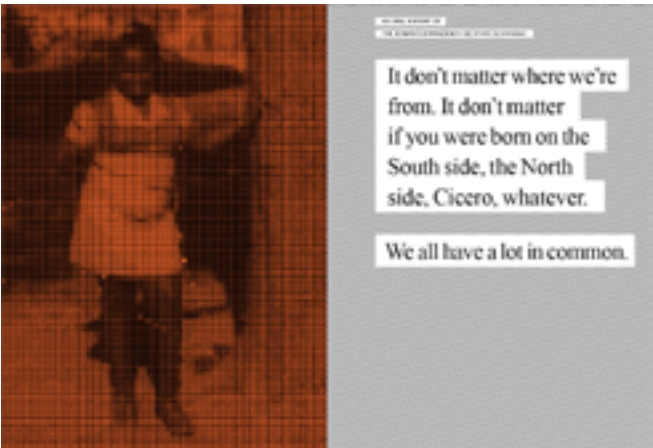 It don't matter where we're
from. It don't matter
if you were born on the
South side, the North
side, Cicero, whatever.
We all have a lot in common.